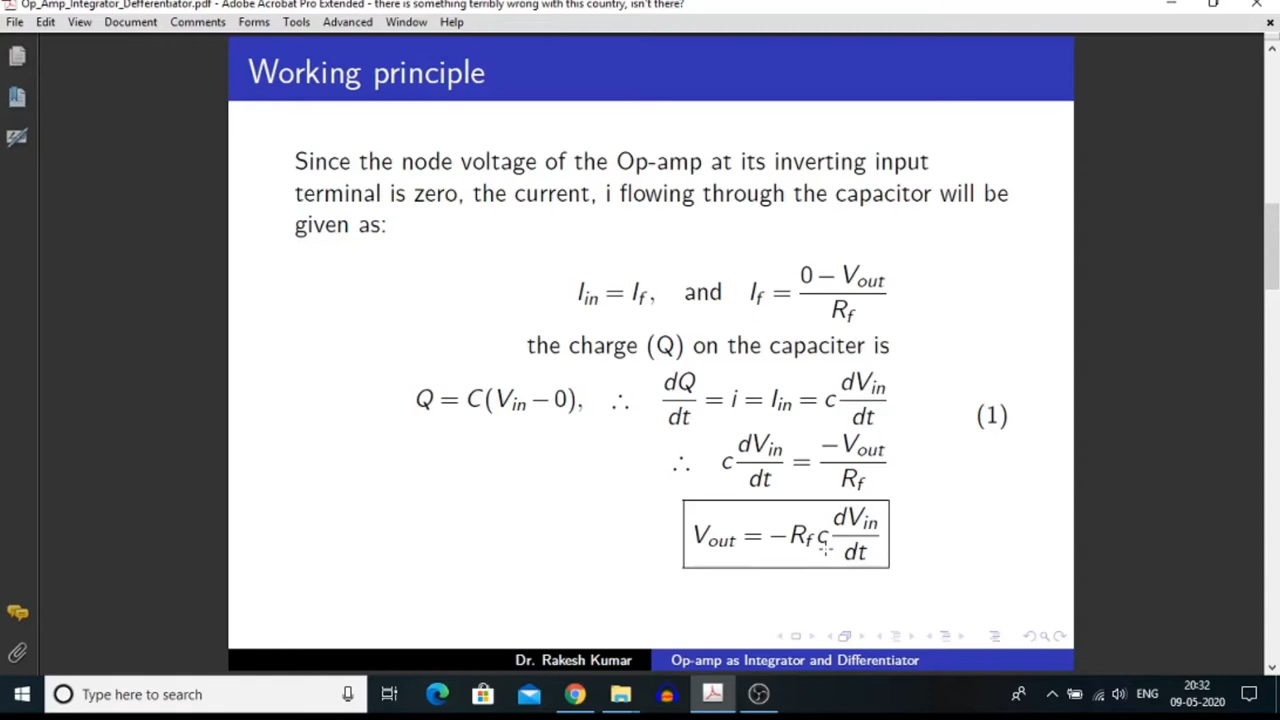 Op_Amp_Integrator_Defferentiator.pdf - Adobe Acrobat Pro Extended - there is something terribly wrong with this country, isn't there?
File Edit View Document Comments Forms Tools Advanced Window Help
Working principle
Since the node voltage of the Op-amp at its inverting input
terminal is zero, the current, i flowing through the capacitor will be
given as:
I_in = I_f, and I_f = (0 − V_out)/R_f
the charge (Q) on the capaciter is
Q = C(V_in − 0), ∴ dQ/dt = i = I_in = c dV_in/dt (1)
∴ c dV_in/dt = −V_out/R_f
V_out = −R_f c dV_in/dt
Dr. Rakesh Kumar Op-amp as Integrator and Differentiator
Type here to search
ENG
20:32
09-05-2020